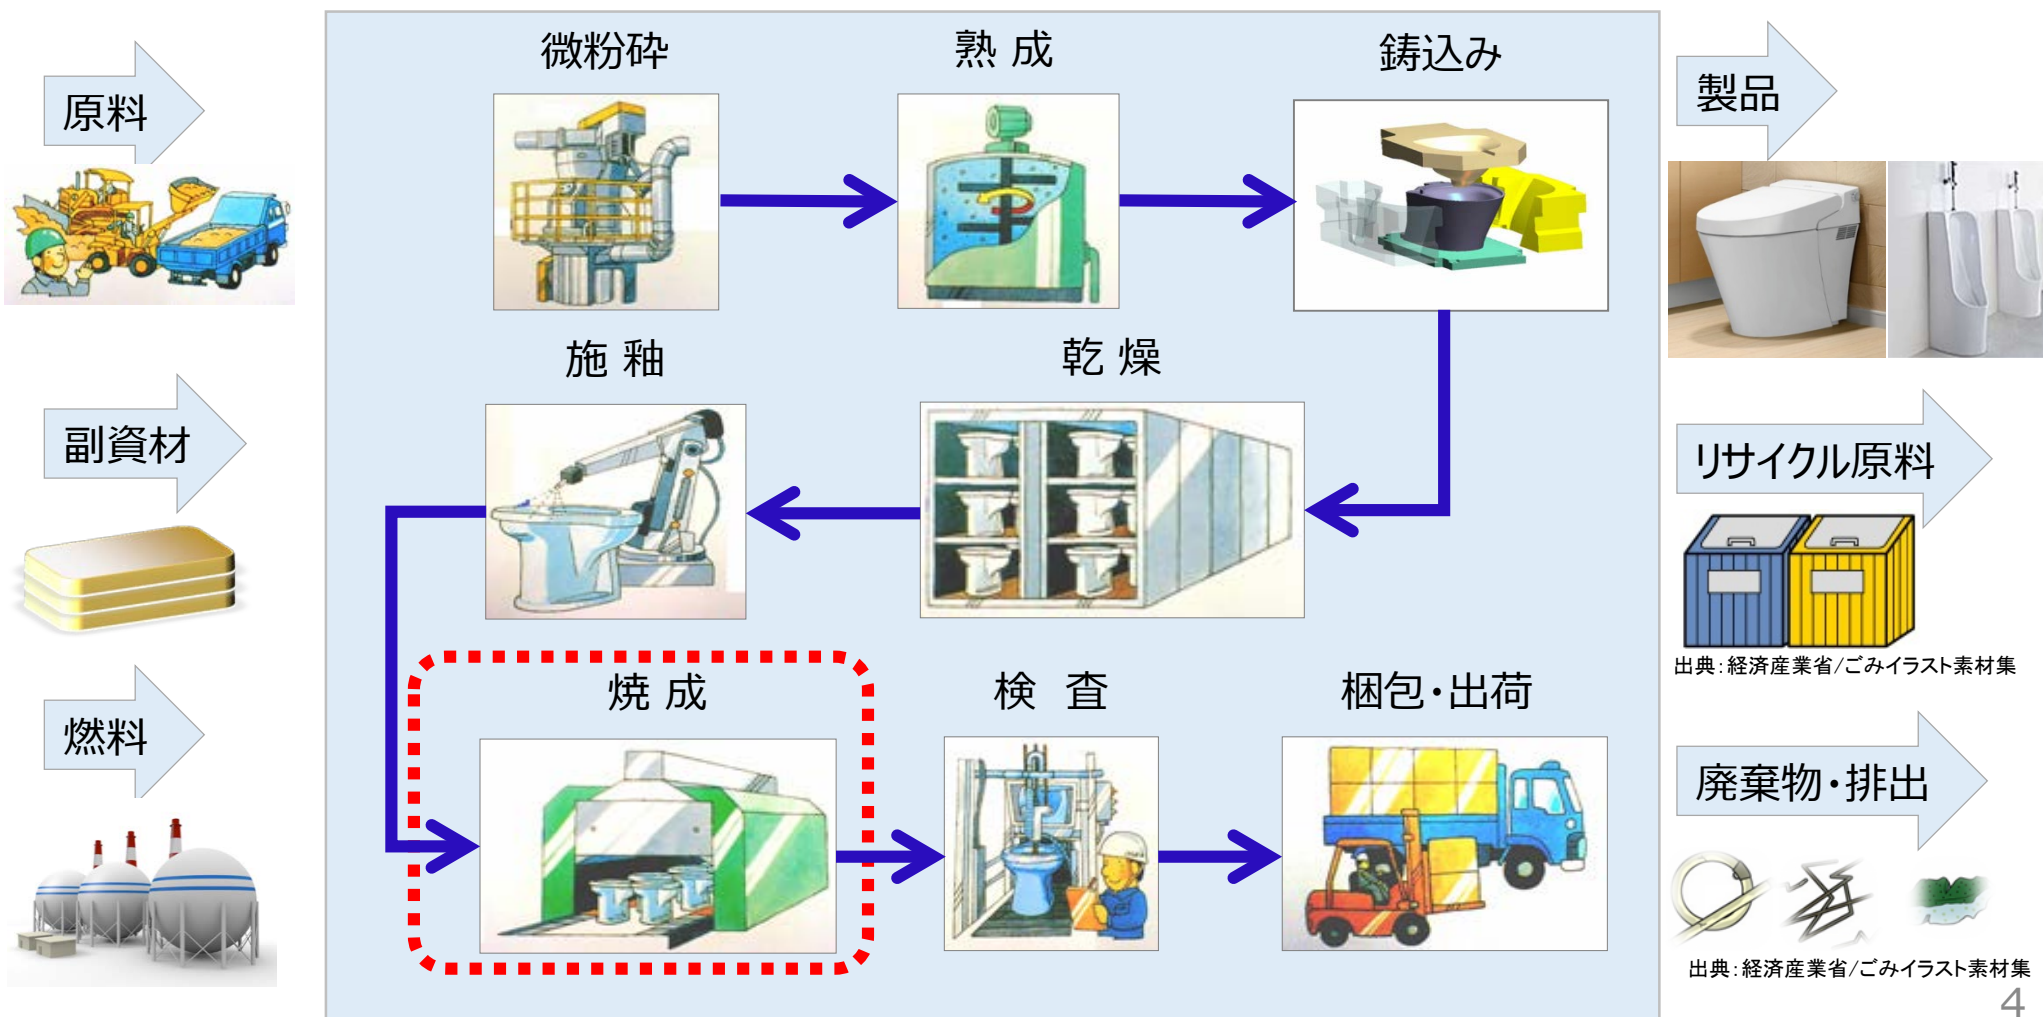 原料
副資材
燃料
微粉砕
熟成
鋳込み
施釉
乾燥
焼成
検査
梱包・出荷
製品
リサイクル原料
出典：経済産業省/ごみイラスト素材集
廃棄物・排出
出典：経済産業省/ごみイラスト素材集
4